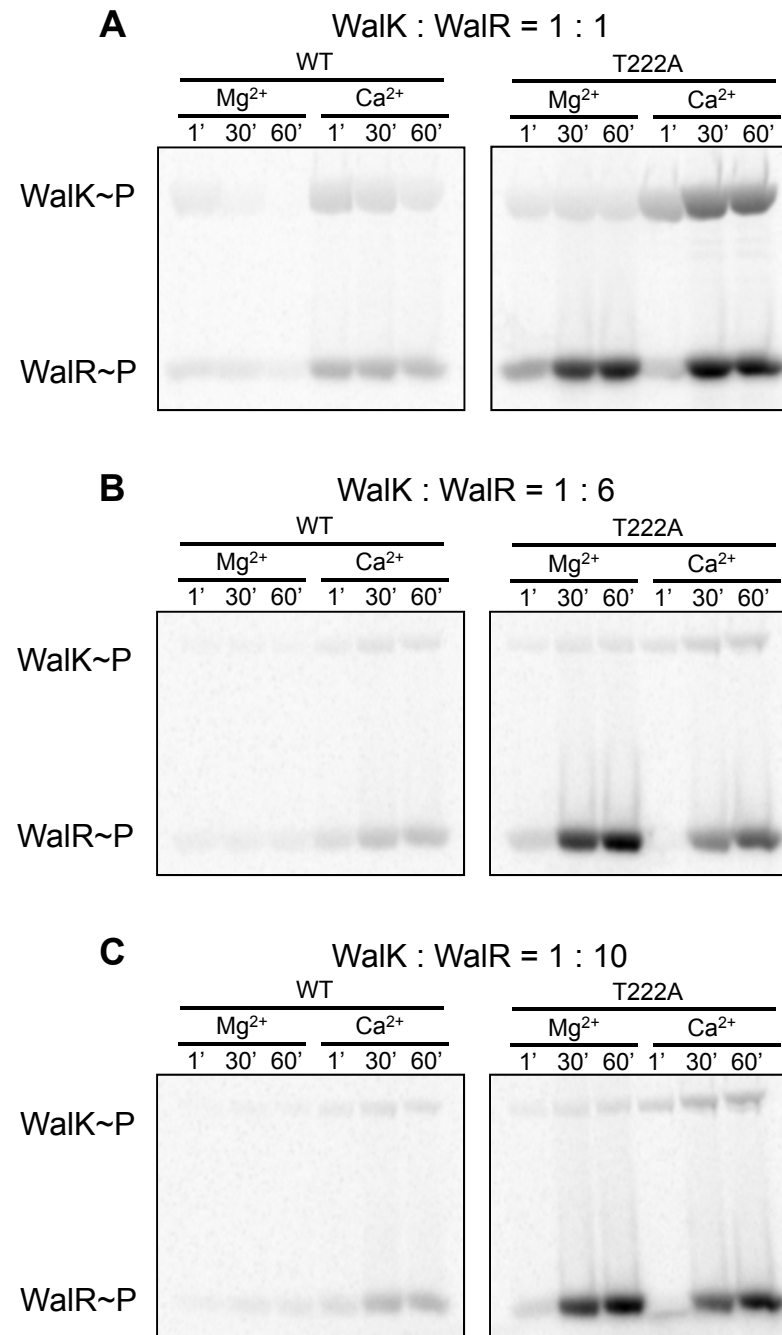 A WalK : WalR = 1 : 1
WT T222A
Mg²⁺ Ca²⁺ Mg²⁺ Ca²⁺
1’ 30’ 60’ 1’ 30’ 60’ 1’ 30’ 60’ 1’ 30’ 60’
WalK~P
WalR~P
B WalK : WalR = 1 : 6
WT T222A
Mg²⁺ Ca²⁺ Mg²⁺ Ca²⁺
1’ 30’ 60’ 1’ 30’ 60’ 1’ 30’ 60’ 1’ 30’ 60’
WalK~P
WalR~P
C WalK : WalR = 1 : 10
WT T222A
Mg²⁺ Ca²⁺ Mg²⁺ Ca²⁺
1’ 30’ 60’ 1’ 30’ 60’ 1’ 30’ 60’ 1’ 30’ 60’
WalK~P
WalR~P